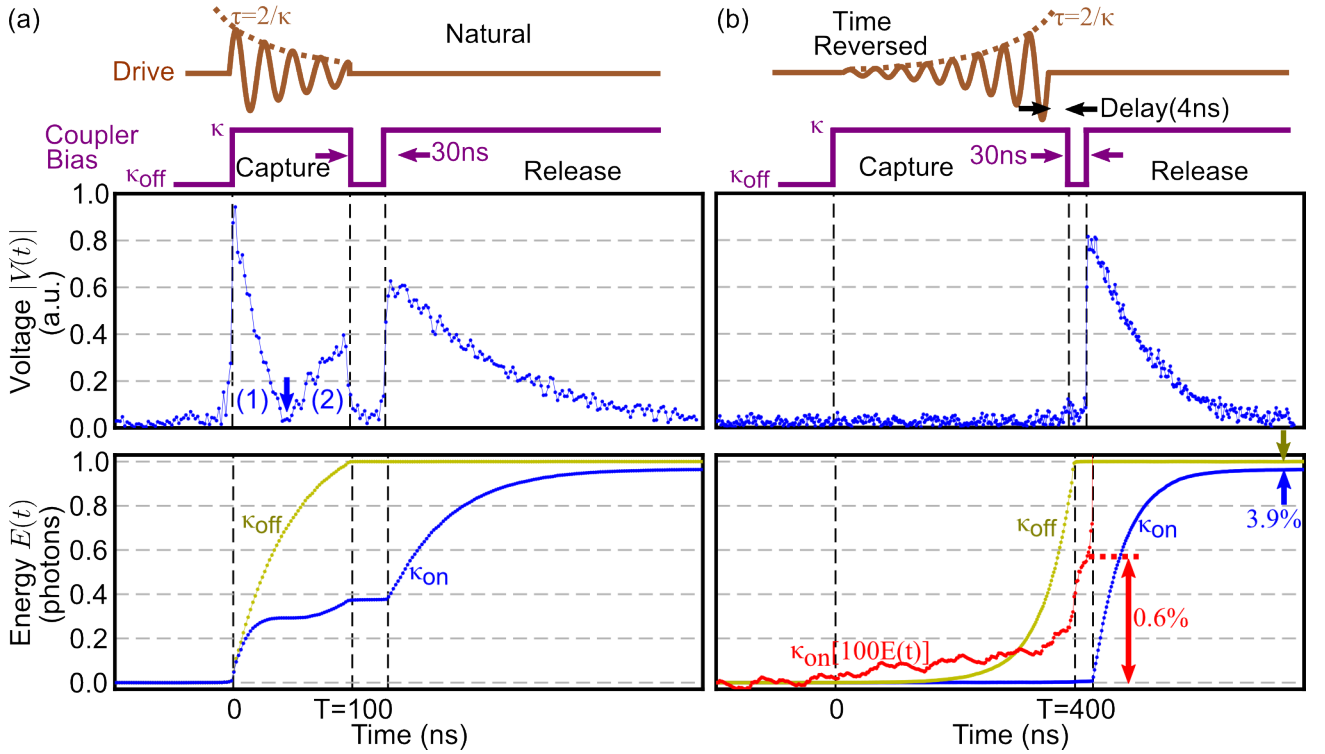 (a)
τ=2/κ
Natural
Drive
Coupler
Bias
κ
κoff
Capture
30ns
Release
(b)
Time
Reversed
τ=2/κ
Delay(4ns)
κ
κoff
Capture
30ns
Release
Voltage |V(t)|
(a.u.)
1.0
0.8
0.6
0.4
0.2
0.0
(1)
(2)
Energy E(t)
(photons)
1.0
0.8
0.6
0.4
0.2
0.0
κoff
κon
0
T=100
Time (ns)
κoff
κon
3.9%
κon[100E(t)]
0.6%
0
T=400
Time (ns)